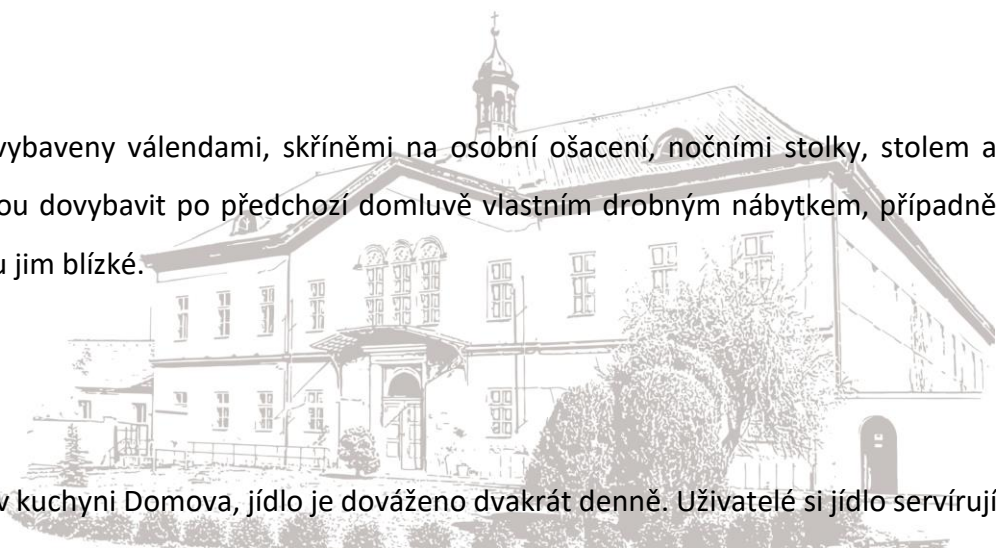 vybaveny válendami, skříněmi na osobní ošacení, nočními stolky, stolem a
ou dovybavit po předchozí domluvě vlastním drobným nábytkem, případně
u jim blízké.
v kuchyni Domova, jídlo je dováženo dvakrát denně. Uživatelé si jídlo servírují